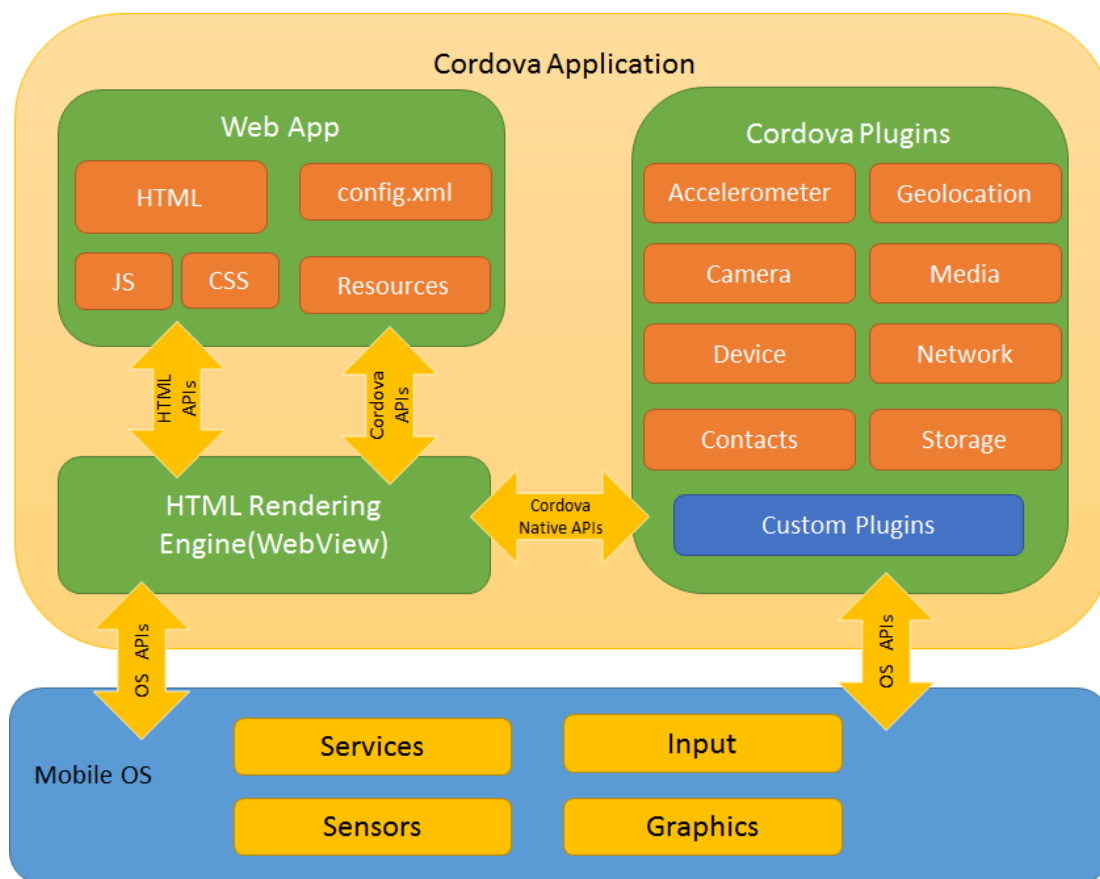 Cordova Application
Web App
HTML
config.xml
JS
CSS
Resources
Cordova Plugins
Accelerometer
Geolocation
Camera
Media
Device
Network
Contacts
Storage
Custom Plugins
HTML
APIs
Cordova
APIs
HTML Rendering
Engine(WebView)
Cordova
Native APIs
OS APIs
OS APIs
Mobile OS
Services
Input
Sensors
Graphics